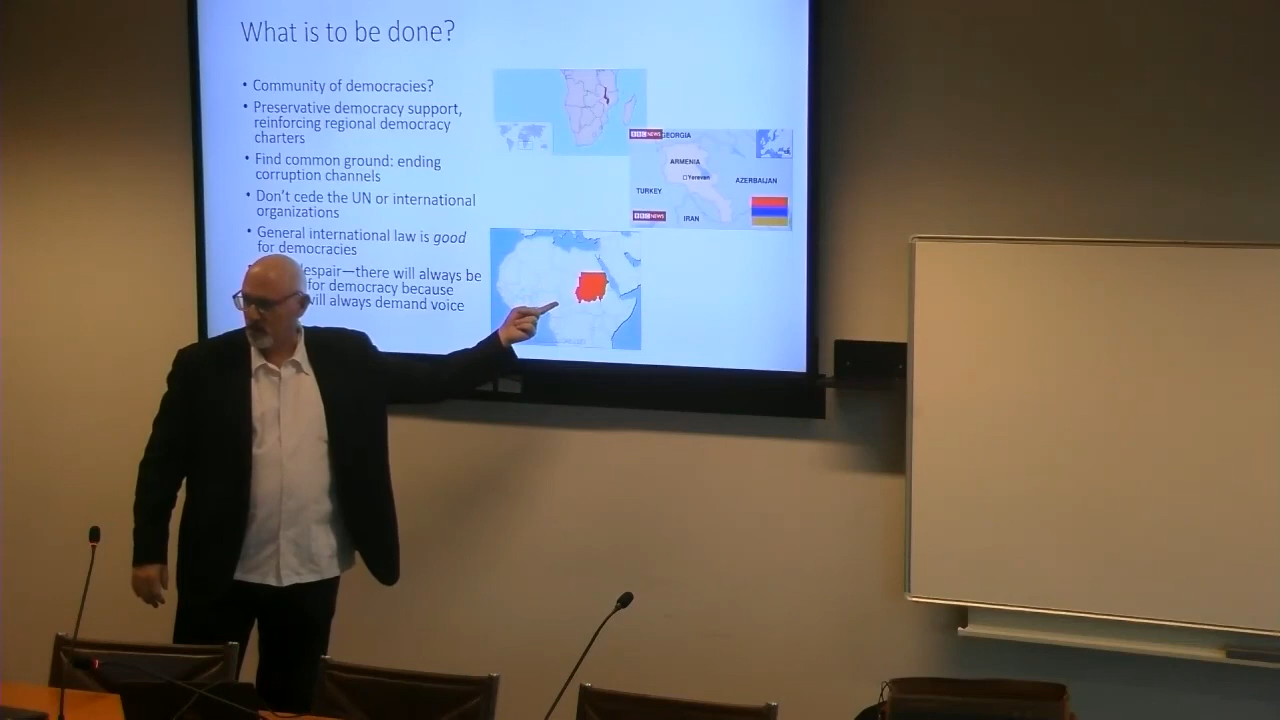 What is to be done?
• Community of democracies?
• Preservative democracy support,
reinforcing regional democracy
charters
• Find common ground: ending
corruption channels
• Don't cede the UN or international
organizations
• General international law is good
for democracies
espair—there will always be
for democracy because
will always demand voice
BBC NEWS
GEORGIA
ARMENIA
Yerevan
AZERBAIJAN
TURKEY
BBC NEWS
IRAN